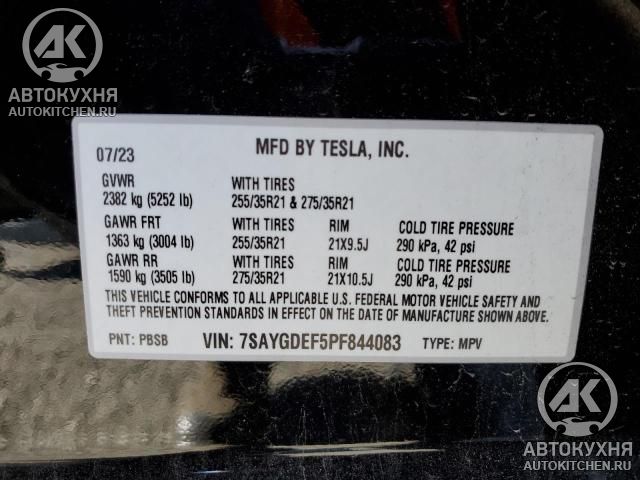 АК
АВТОКУХНЯ
AUTOKITCHEN.RU
07/23 MFD BY TESLA, INC.
GVWR WITH TIRES
2382 kg (5252 lb) 255/35R21 & 275/35R21
GAWR FRT WITH TIRES RIM COLD TIRE PRESSURE
1363 kg (3004 lb) 255/35R21 21X9.5J 290 kPa, 42 psi
GAWR RR WITH TIRES RIM COLD TIRE PRESSURE
1590 kg (3505 lb) 275/35R21 21X10.5J 290 kPa, 42 psi
THIS VEHICLE CONFORMS TO ALL APPLICABLE U.S. FEDERAL MOTOR VEHICLE SAFETY AND
THEFT PREVENTION STANDARDS IN EFFECT ON THE DATE OF MANUFACTURE SHOWN ABOVE.
PNT: PBSB VIN: 7SAYGDEF5PF844083 TYPE: MPV
АК
АВТОКУХНЯ
AUTOKITCHEN.RU